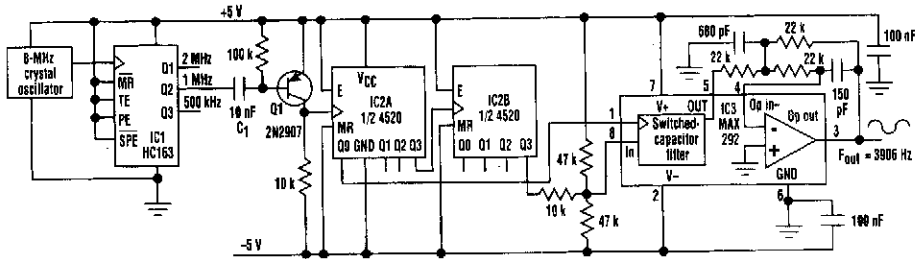 +5 V
8-MHz
crystal
oscillator
MR
TE
PE
SPE
Q1
Q2
Q3
IC1
HC163
2 MHz
1 MHz
500 kHz
10 nF
C1
100 k
Q1
2N2907
10 k
VCC
E
IC2A
1/2 4520
MR
Q0 GND Q1 Q2 Q3
E
IC2B
1/2 4520
MR
Q0 Q1 Q2 Q3
47 k
10 k
47 k
680 pF
22 k
22 k
22 k
150
pF
100 nF
7
5
4
V+ OUT
Op in-
1
8
In
Switched-
capacitor
filter
IC3
MAX
292
-
+
Op out
3
Fout = 3906 Hz
V-
GND
2
6
100 nF
-5 V